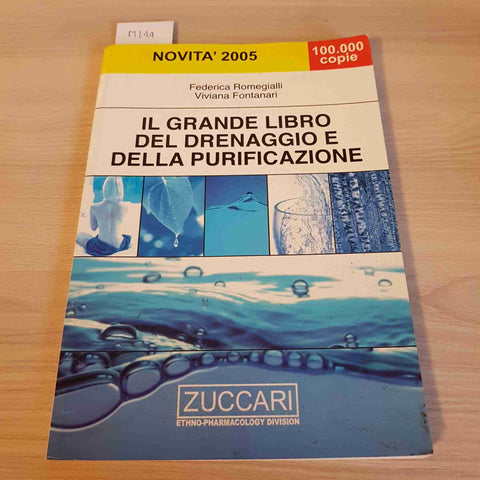 M144
NOVITA' 2005
100.000
copie
Federica Romegialli
Viviana Fontanari
IL GRANDE LIBRO
DEL DRENAGGIO E
DELLA PURIFICAZIONE
ZUCCARI
ETHNO-PHARMACOLOGY DIVISION